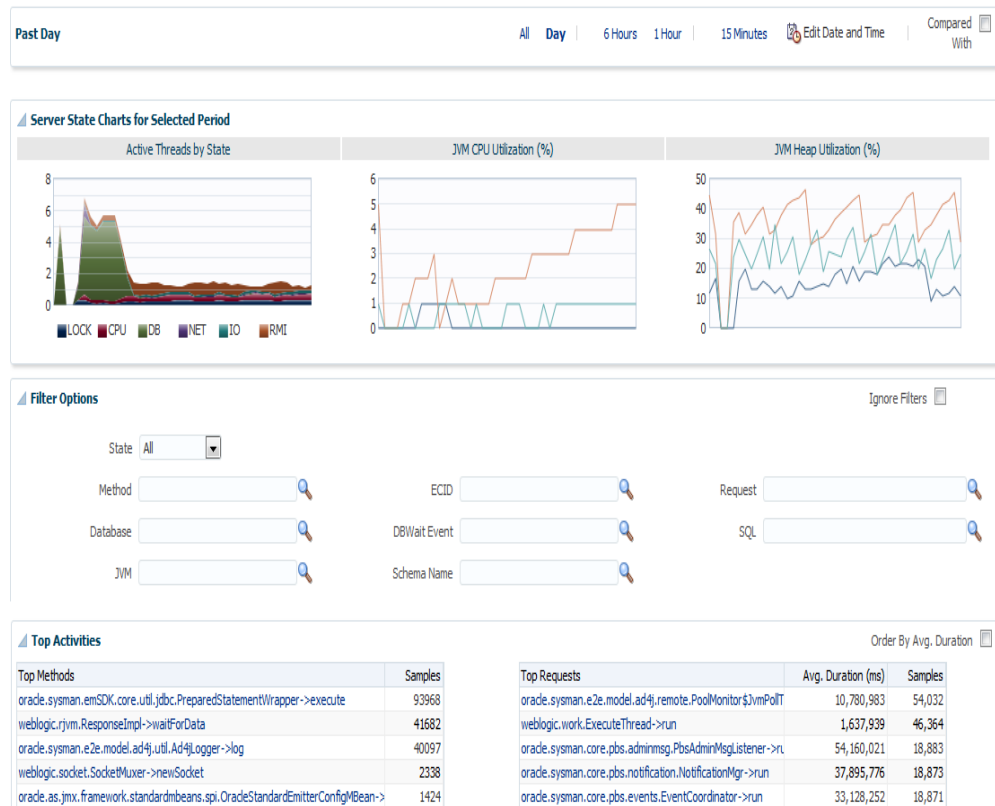 Past Day All Day 6 Hours 1 Hour 15 Minutes Edit Date and Time Compared With
Server State Charts for Selected Period
Active Threads by State JVM CPU Utilization (%) JVM Heap Utilization (%)
8
6
4
2
0
LOCK CPU DB NET IO RMI
6
5
4
3
2
1
0
50
40
30
20
10
0
Filter Options Ignore Filters
State All
Method ECID Request
Database DBWait Event SQL
JVM Schema Name
Top Activities Order By Avg. Duration
Top Methods Samples
oracle.sysman.emSDK.core.util.jdbc.PreparedStatementWrapper->execute 93968
weblogic.rjvm.ResponseImpl->waitForData 41682
oracle.sysman.e2e.model.ad4j.util.Ad4jLogger->log 40097
weblogic.socket.SocketMuxer->newSocket 2338
oracle.as.jmx.framework.standardmbeans.spi.OracleStandardEmitterConfigMBean-> 1424
Top Requests Avg. Duration (ms) Samples
oracle.sysman.e2e.model.ad4j.remote.PoolMonitor$JvmPollT 10,780,983 54,032
weblogic.work.ExecuteThread->run 1,637,939 46,364
oracle.sysman.core.pbs.adminmsg.PbsAdminMsgListener->ru 54,160,021 18,883
oracle.sysman.core.pbs.notification.NotificationMgr->run 37,895,776 18,873
oracle.sysman.core.pbs.events.EventCoordinator->run 33,128,252 18,871